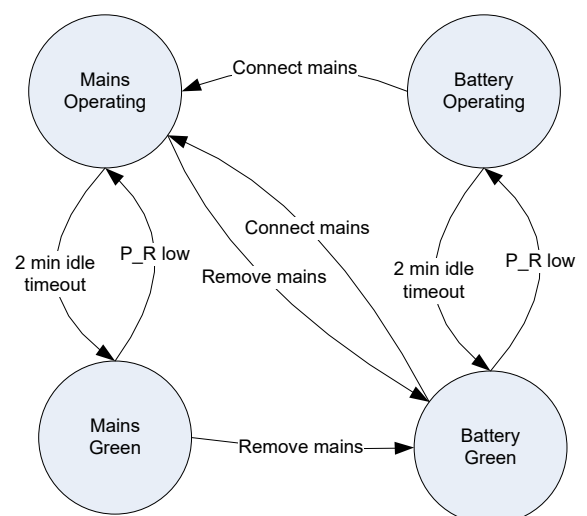 Mains
Operating
Connect mains
Battery
Operating
2 min idle
timeout
P_R low
Connect mains
Remove mains
2 min idle
timeout
P_R low
Mains
Green
Remove mains
Battery
Green